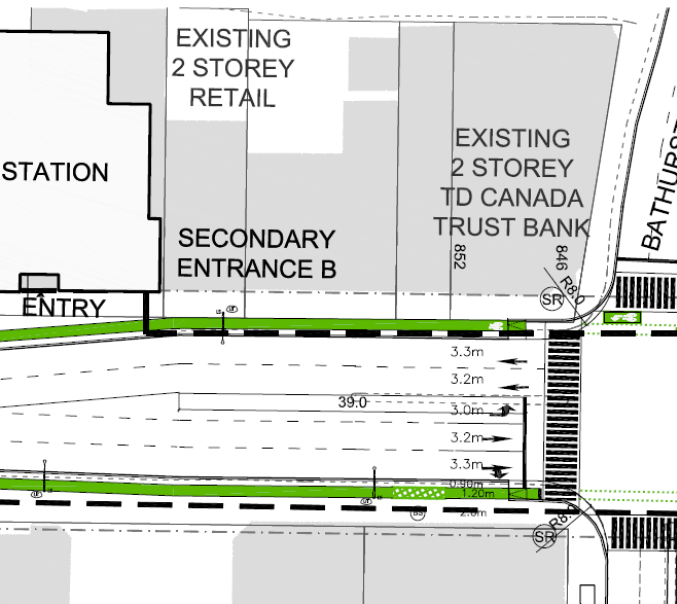 EXISTING
2 STOREY
RETAIL
STATION
EXISTING
2 STOREY
TD CANADA
TRUST BANK
BATHURST
SECONDARY
ENTRANCE B
852
846
R8.0
SR
ENTRY
3.3m
3.2m
39.0
3.0m
3.2m
3.3m
0.90m
1.20m
2.0m
R8.0
SR